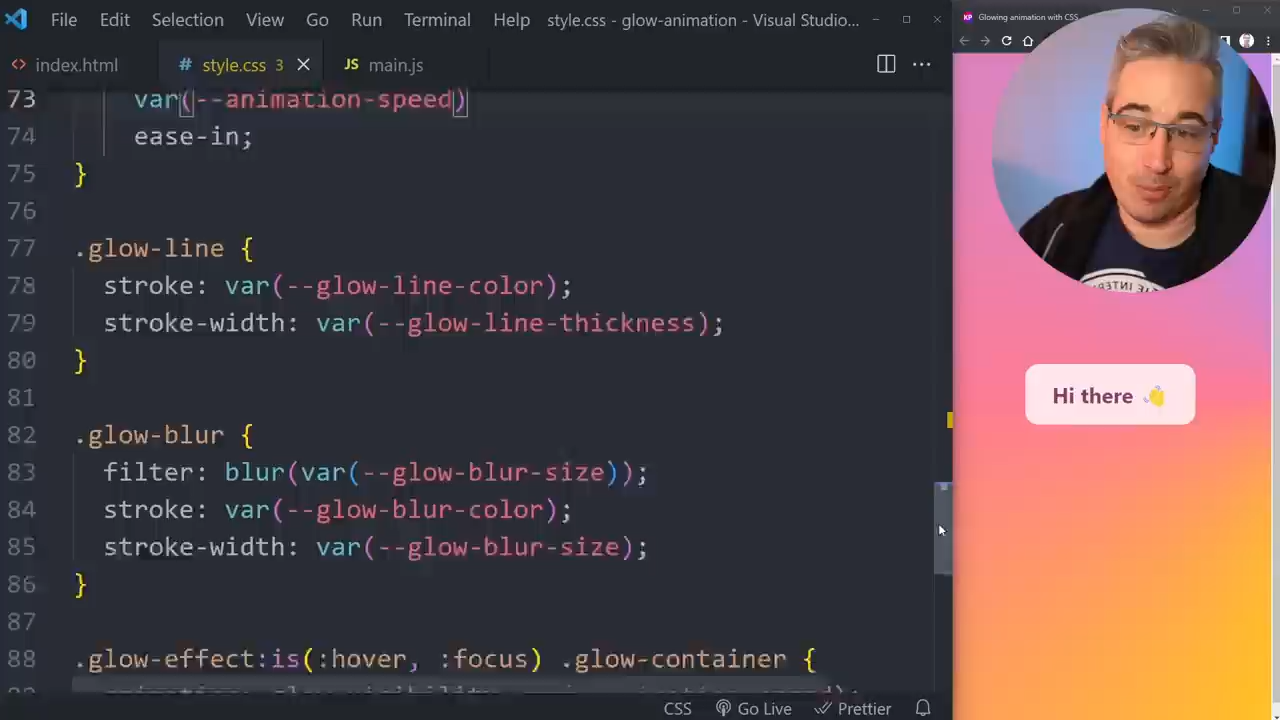 File Edit Selection View Go Run Terminal Help style.css - glow-animation - Visual Studio...
KP Glowing animation with CSS
<> index.html # style.css 3 JS main.js
73 var(--animation-speed)
74 ease-in;
75 }
76
77 .glow-line {
78 stroke: var(--glow-line-color);
79 stroke-width: var(--glow-line-thickness);
80 }
81
82 .glow-blur {
83 filter: blur(var(--glow-blur-size));
84 stroke: var(--glow-blur-color);
85 stroke-width: var(--glow-blur-size);
86 }
87
88 .glow-effect:is(:hover, :focus) .glow-container {
Hi there 👋
CSS Go Live Prettier